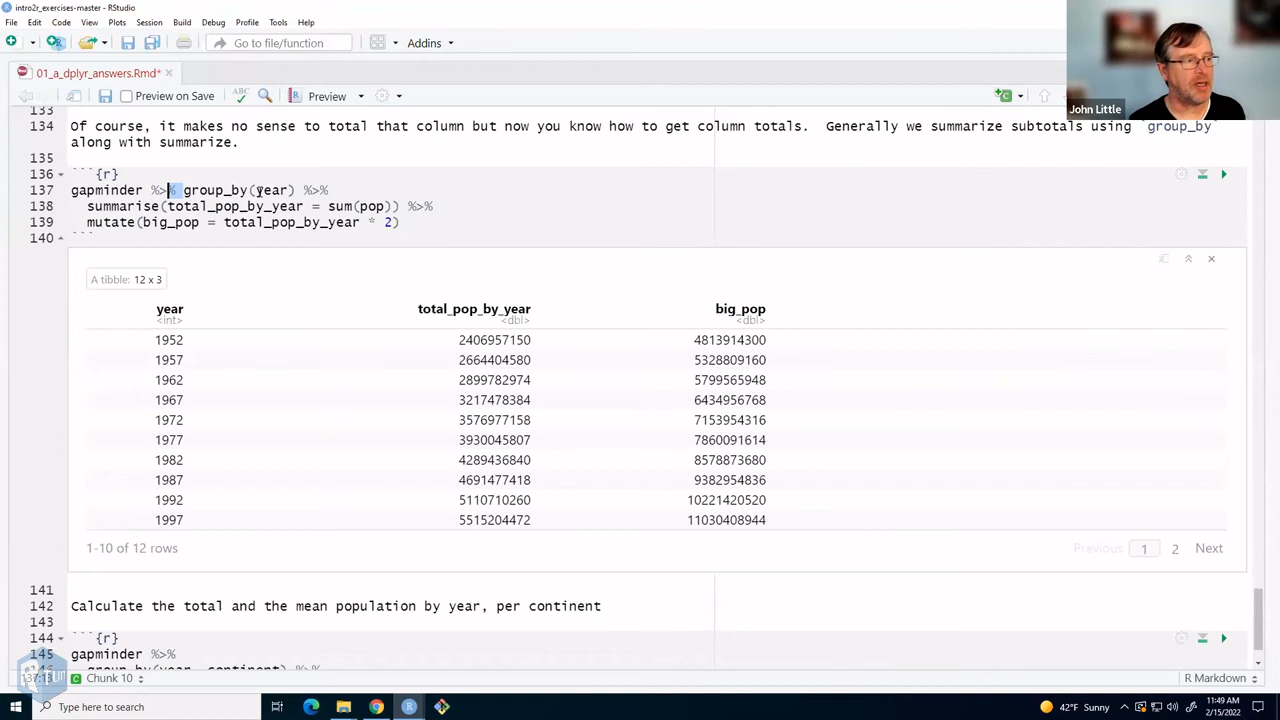 intro2r_exercises-master - RStudio
File Edit Code View Plots Session Build Debug Profile Tools Help
Go to file/function Addins
01_a_dplyr_answers.Rmd*
Preview on Save Preview
John Little
133
134 Of course, it makes no sense to total that column but now you know how to get column totals. Generally we summarize subtotals using `group_by`
along with summarize.
135
136 ```{r}
137 gapminder %>% group_by(year) %>%
138 summarise(total_pop_by_year = sum(pop)) %>%
139 mutate(big_pop = total_pop_by_year * 2)
140 ```
A tibble: 12 x 3
year total_pop_by_year big_pop
<int> <dbl> <dbl>
1952 2406957150 4813914300
1957 2664404580 5328809160
1962 2899782974 5799565948
1967 3217478384 6434956768
1972 3576977158 7153954316
1977 3930045807 7860091614
1982 4289436840 8578873680
1987 4691477418 9382954836
1992 5110710260 10221420520
1997 5515204472 11030408944
1-10 of 12 rows Previous 1 2 Next
141
142 Calculate the total and the mean population by year, per continent
143
144 ```{r}
145 gapminder %>%
146 group_by(year, continent) %>%
Chunk 10 R Markdown
Type here to search 42°F Sunny 11:49 AM
2/15/2022